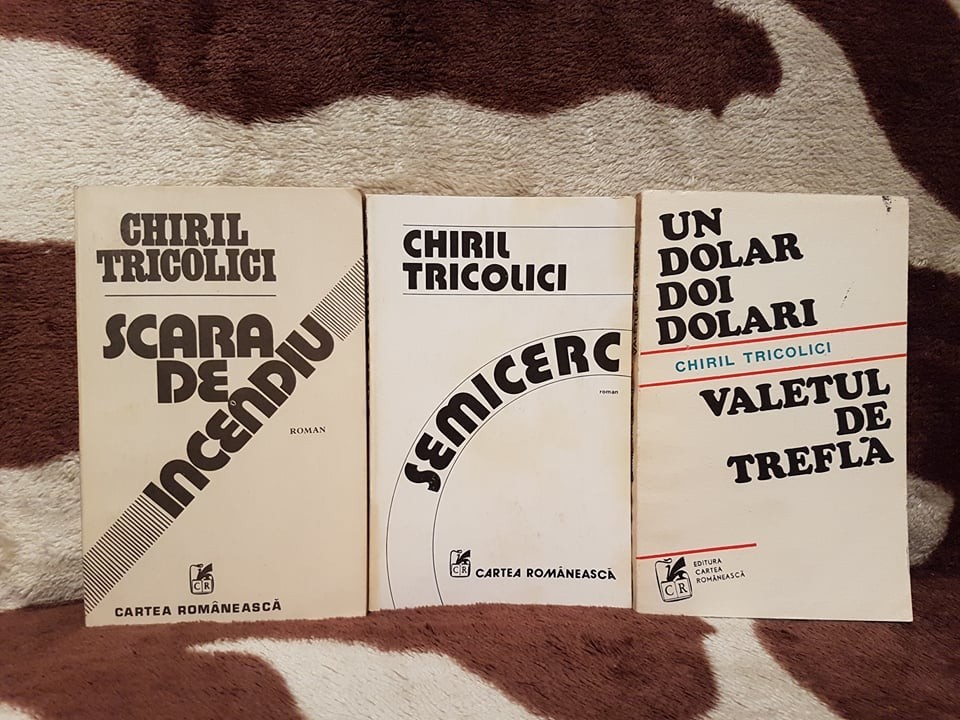 CHIRIL
TRICOLICI
SCARA
DE
INCENDIU
ROMAN
CR
CARTEA ROMÂNEASCĂ
CHIRIL
TRICOLICI
SEMICERC
roman
CR
CARTEA ROMÂNEASCĂ
UN
DOLAR
DOI
DOLARI
CHIRIL TRICOLICI
VALETUL
DE
TREFLĂ
CR
EDITURA
CARTEA
ROMÂNEASCĂ